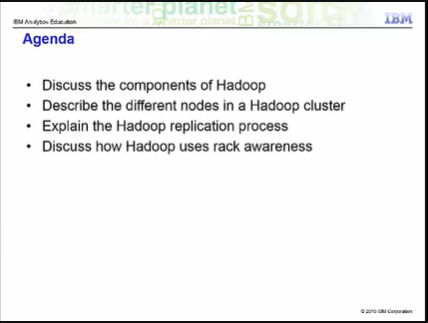 IBM Analytics Education
IBM
Agenda
• Discuss the components of Hadoop
• Describe the different nodes in a Hadoop cluster
• Explain the Hadoop replication process
• Discuss how Hadoop uses rack awareness
IBM Corporation